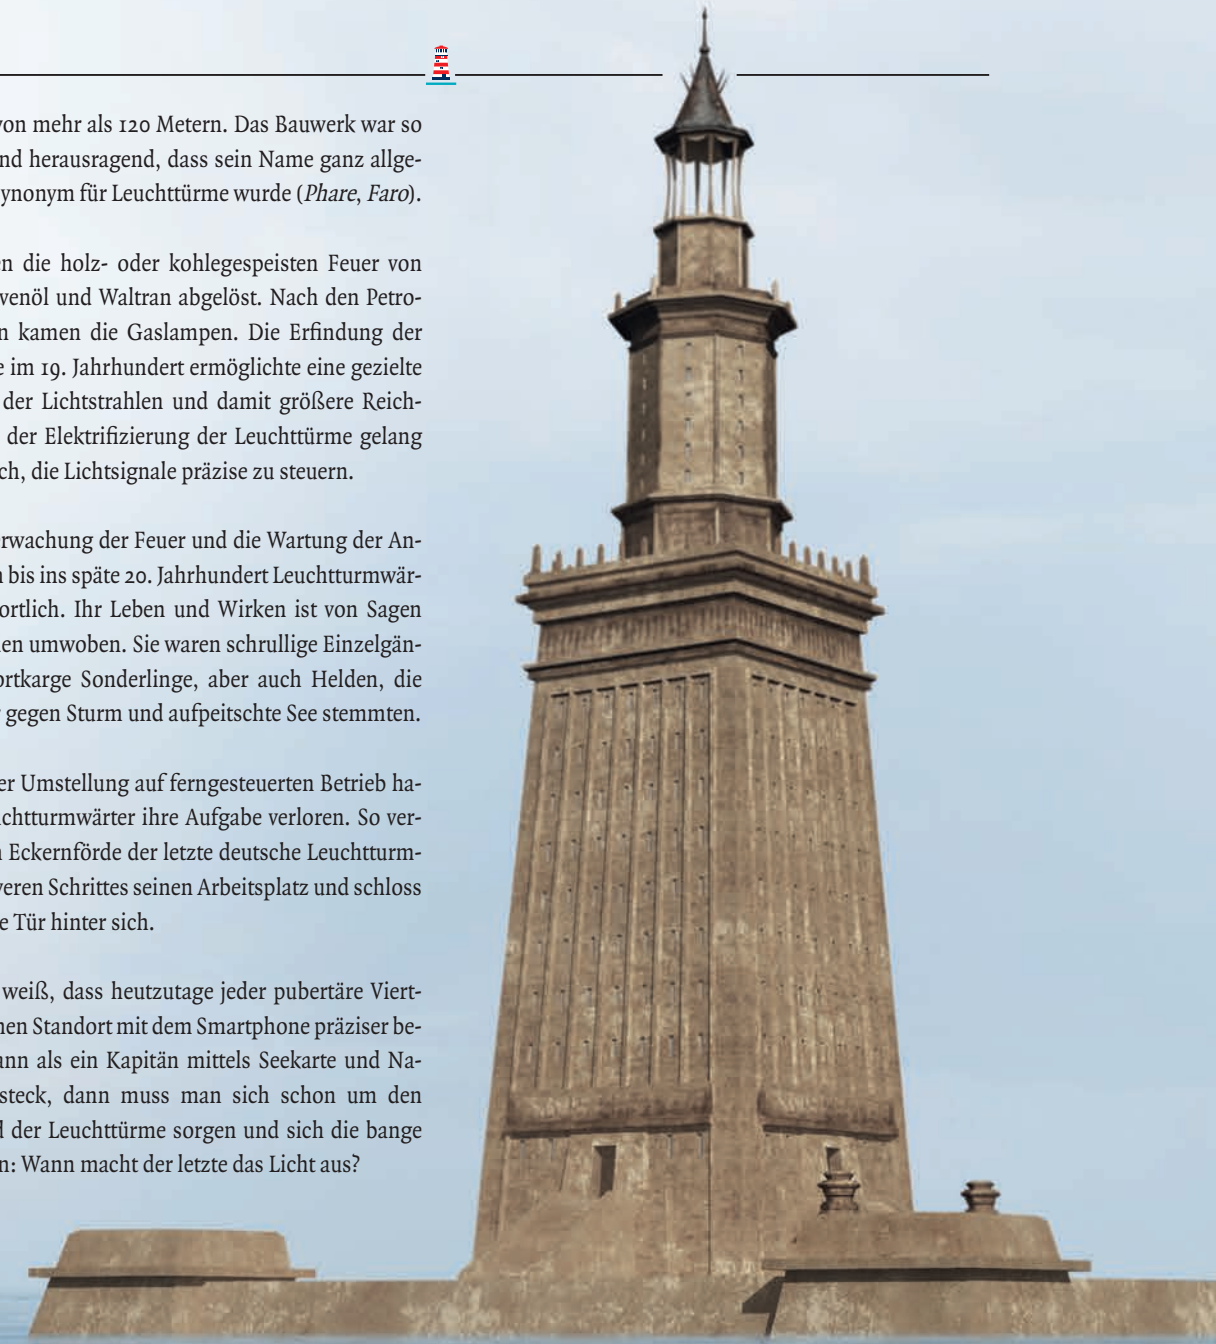 von mehr als 120 Metern. Das Bauwerk war so
nd herausragend, dass sein Name ganz allge-
ynonym für Leuchttürme wurde (Phare, Faro).
en die holz- oder kohlegespeisten Feuer von
venöl und Waltran abgelöst. Nach den Petro-
n kamen die Gaslampen. Die Erfindung der
e im 19. Jahrhundert ermöglichte eine gezielte
der Lichtstrahlen und damit größere Reich-
der Elektrifizierung der Leuchttürme gelang
ch, die Lichtsignale präzise zu steuern.
erwachung der Feuer und die Wartung der An-
n bis ins späte 20. Jahrhundert Leuchtturmwär-
ortlich. Ihr Leben und Wirken ist von Sagen
en umwoben. Sie waren schrullige Einzelgän-
ortkarge Sonderlinge, aber auch Helden, die
gegen Sturm und aufpeitschte See stemmten.
er Umstellung auf ferngesteuerten Betrieb ha-
chtturmwärter ihre Aufgabe verloren. So ver-
n Eckernförde der letzte deutsche Leuchtturm-
veren Schrittes seinen Arbeitsplatz und schloss
e Tür hinter sich.
weiß, dass heutzutage jeder pubertäre Viert-
nen Standort mit dem Smartphone präziser be-
ann als ein Kapitän mittels Seekarte und Na-
steck, dann muss man sich schon um den
d der Leuchttürme sorgen und sich die bange
n: Wann macht der letzte das Licht aus?